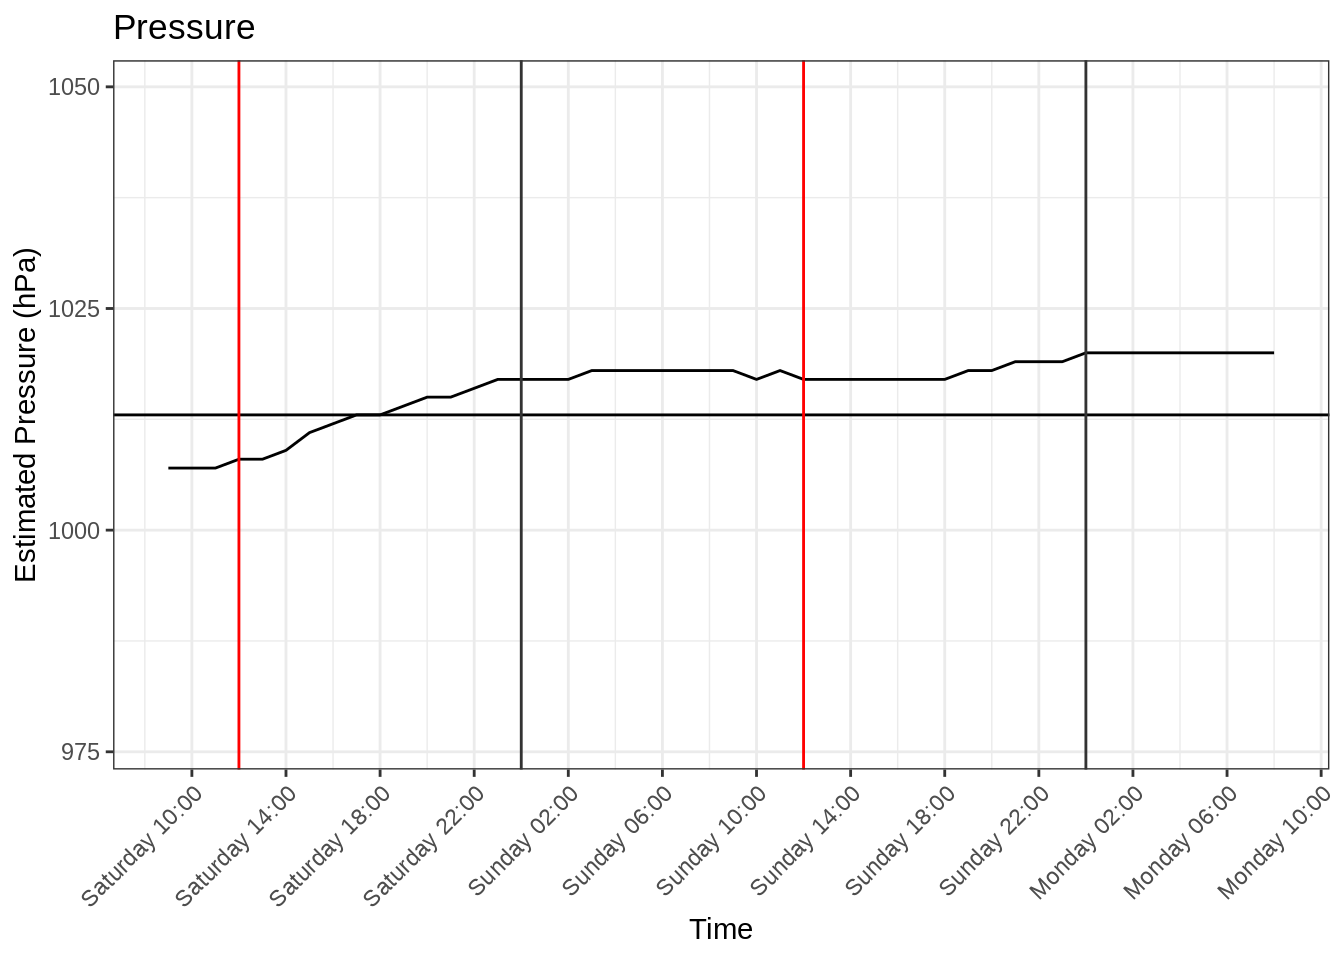 Pressure
Estimated Pressure (hPa)
1050
1025
1000
975
Saturday 10:00
Saturday 14:00
Saturday 18:00
Saturday 22:00
Sunday 02:00
Sunday 06:00
Sunday 10:00
Sunday 14:00
Sunday 18:00
Sunday 22:00
Monday 02:00
Monday 06:00
Monday 10:00
Time